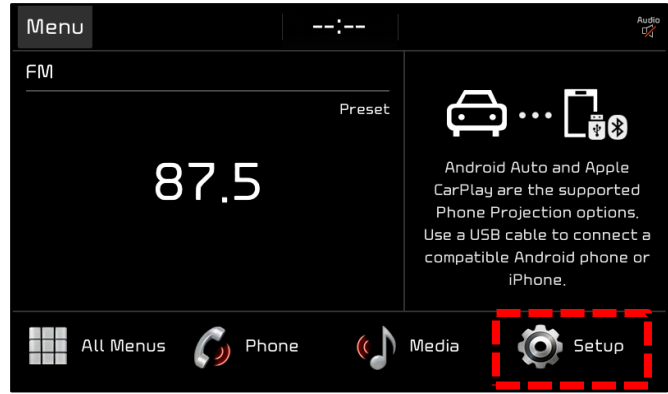 Menu
--:--
Audio
FM
Preset
87.5
Android Auto and Apple
CarPlay are the supported
Phone Projection options.
Use a USB cable to connect a
compatible Android phone or
iPhone.
All Menus
Phone
Media
Setup